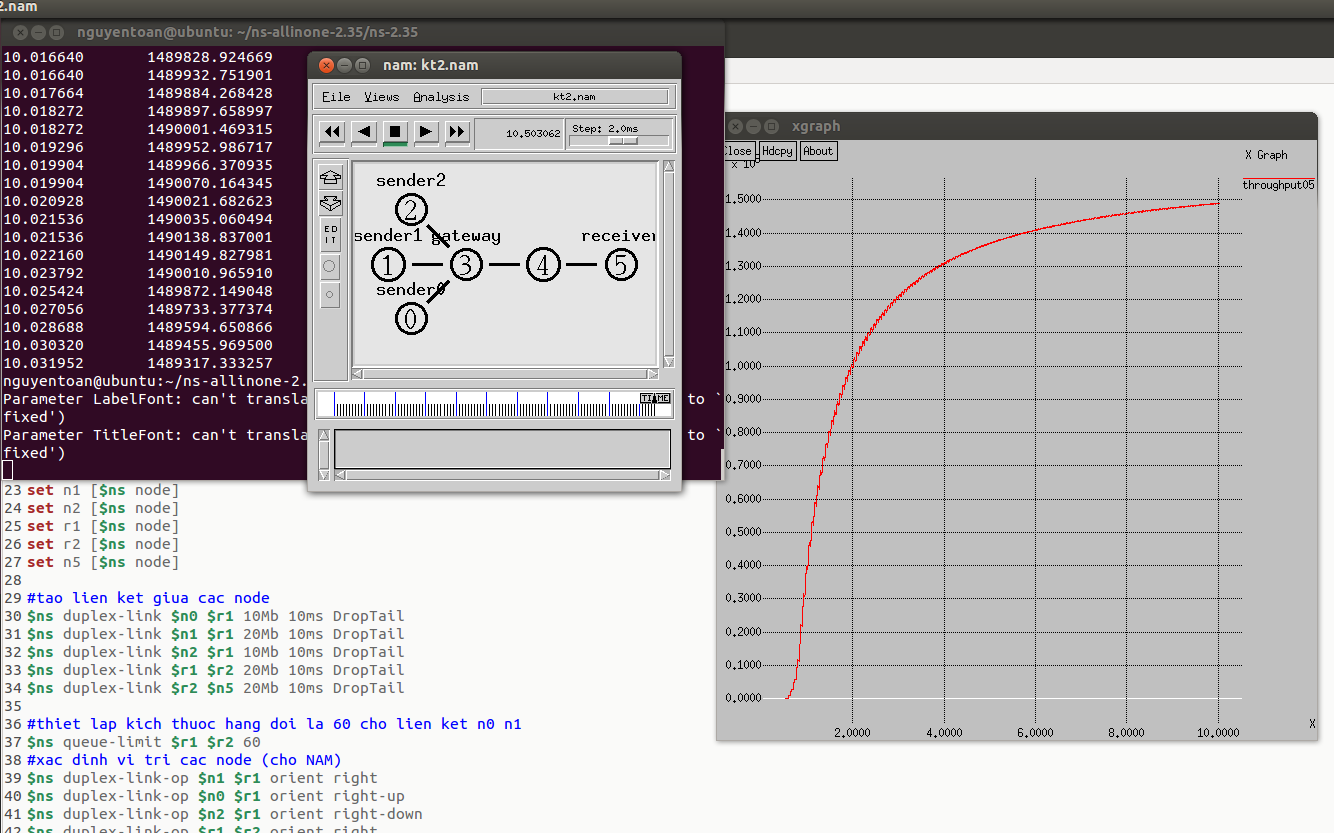 2.nam
nguyentoan@ubuntu: ~/ns-allinone-2.35/ns-2.35
10.016640 1489828.924669
10.016640 1489932.751901
10.017664 1489884.268428
10.018272 1489897.658997
10.018272 1490001.469315
10.019296 1489952.986717
10.019904 1489966.370935
10.019904 1490070.164345
10.020928 1490021.682623
10.021536 1490035.060494
10.021536 1490138.837001
10.022160 1490149.827981
10.023792 1490010.965910
10.025424 1489872.149048
10.027056 1489733.377374
10.028688 1489594.650866
10.030320 1489455.969500
10.031952 1489317.333257
nguyentoan@ubuntu:~/ns-allinone-2.
Parameter LabelFont: can't transla to `
fixed')
Parameter TitleFont: can't transla to `
fixed')
nam: kt2.nam
File Views Analysis kt2.nam
10.503062 Step: 2.0ms
ED
IT
sender2
2
sender1 gateway receiver
1 3 4 5
sender0
0
TIME
23 set n1 [$ns node]
24 set n2 [$ns node]
25 set r1 [$ns node]
26 set r2 [$ns node]
27 set n5 [$ns node]
28
29 #tao lien ket giua cac node
30 $ns duplex-link $n0 $r1 10Mb 10ms DropTail
31 $ns duplex-link $n1 $r1 20Mb 10ms DropTail
32 $ns duplex-link $n2 $r1 10Mb 10ms DropTail
33 $ns duplex-link $r1 $r2 20Mb 10ms DropTail
34 $ns duplex-link $r2 $n5 20Mb 10ms DropTail
35
36 #thiet lap kich thuoc hang doi la 60 cho lien ket n0 n1
37 $ns queue-limit $r1 $r2 60
38 #xac dinh vi tri cac node (cho NAM)
39 $ns duplex-link-op $n1 $r1 orient right
40 $ns duplex-link-op $n0 $r1 orient right-up
41 $ns duplex-link-op $n2 $r1 orient right-down
42 $ns duplex-link-op $r1 $r2 orient right
xgraph
Close Hdcpy About
X Graph
throughput05
1.5000
1.4000
1.3000
1.2000
1.1000
1.0000
0.9000
0.8000
0.7000
0.6000
0.5000
0.4000
0.3000
0.2000
0.1000
0.0000
X
2.0000 4.0000 6.0000 8.0000 10.0000